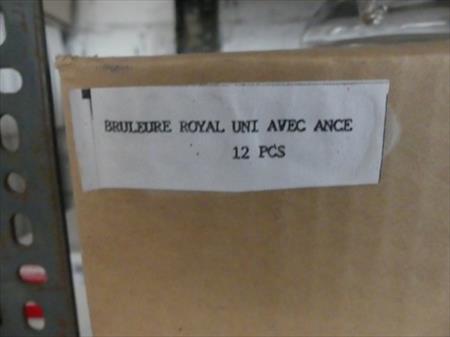 BRULEURE ROYAL UNI AVEC ANCE
12 PCS